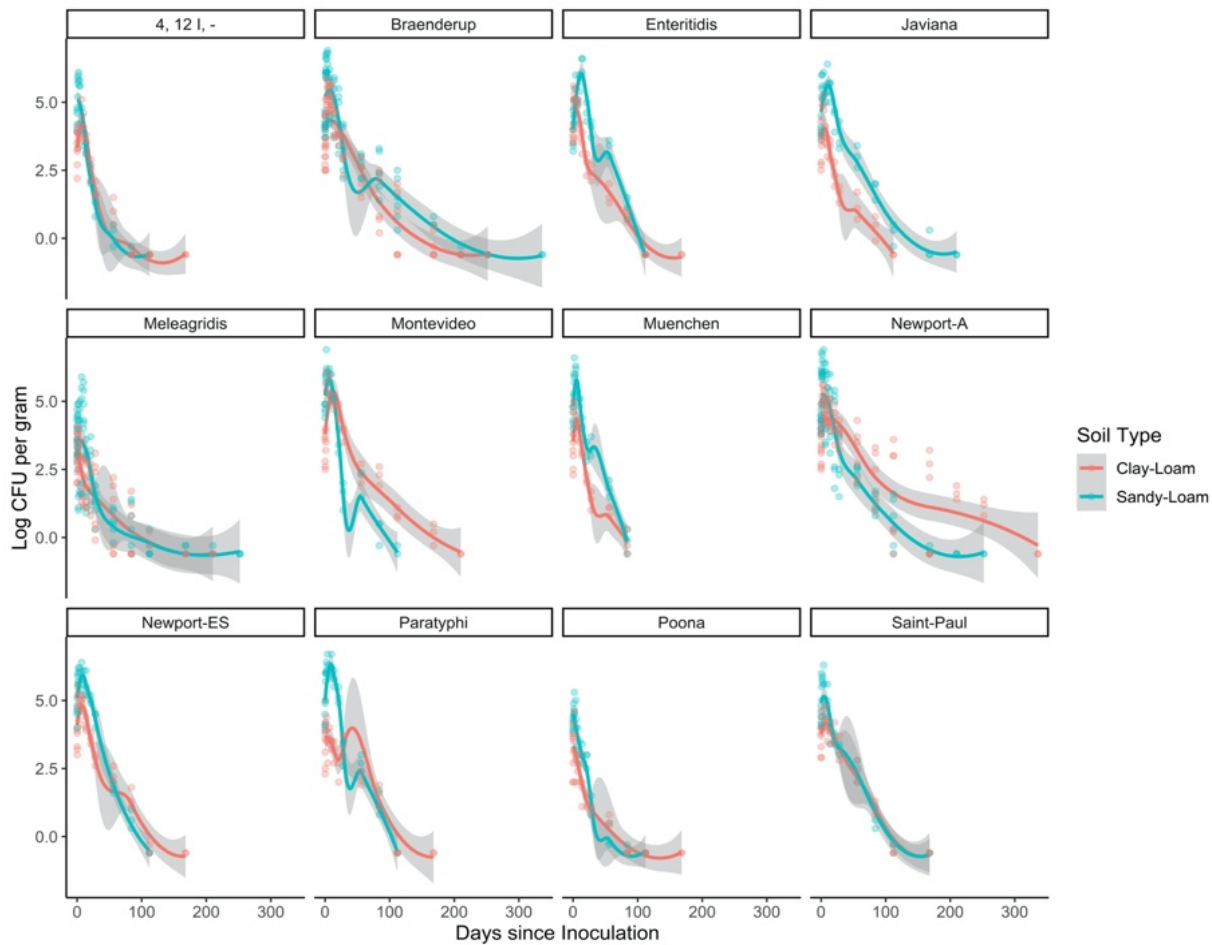 4, 12 I, -
Braenderup
Enteritidis
Javiana
5.0
2.5
0.0
Meleagridis
Montevideo
Muenchen
Newport-A
Log CFU per gram
5.0
2.5
0.0
Soil Type
Clay-Loam
Sandy-Loam
Newport-ES
Paratyphi
Poona
Saint-Paul
5.0
2.5
0.0
0 100 200 300 0 100 200 300 0 100 200 300 0 100 200 300
Days since Inoculation